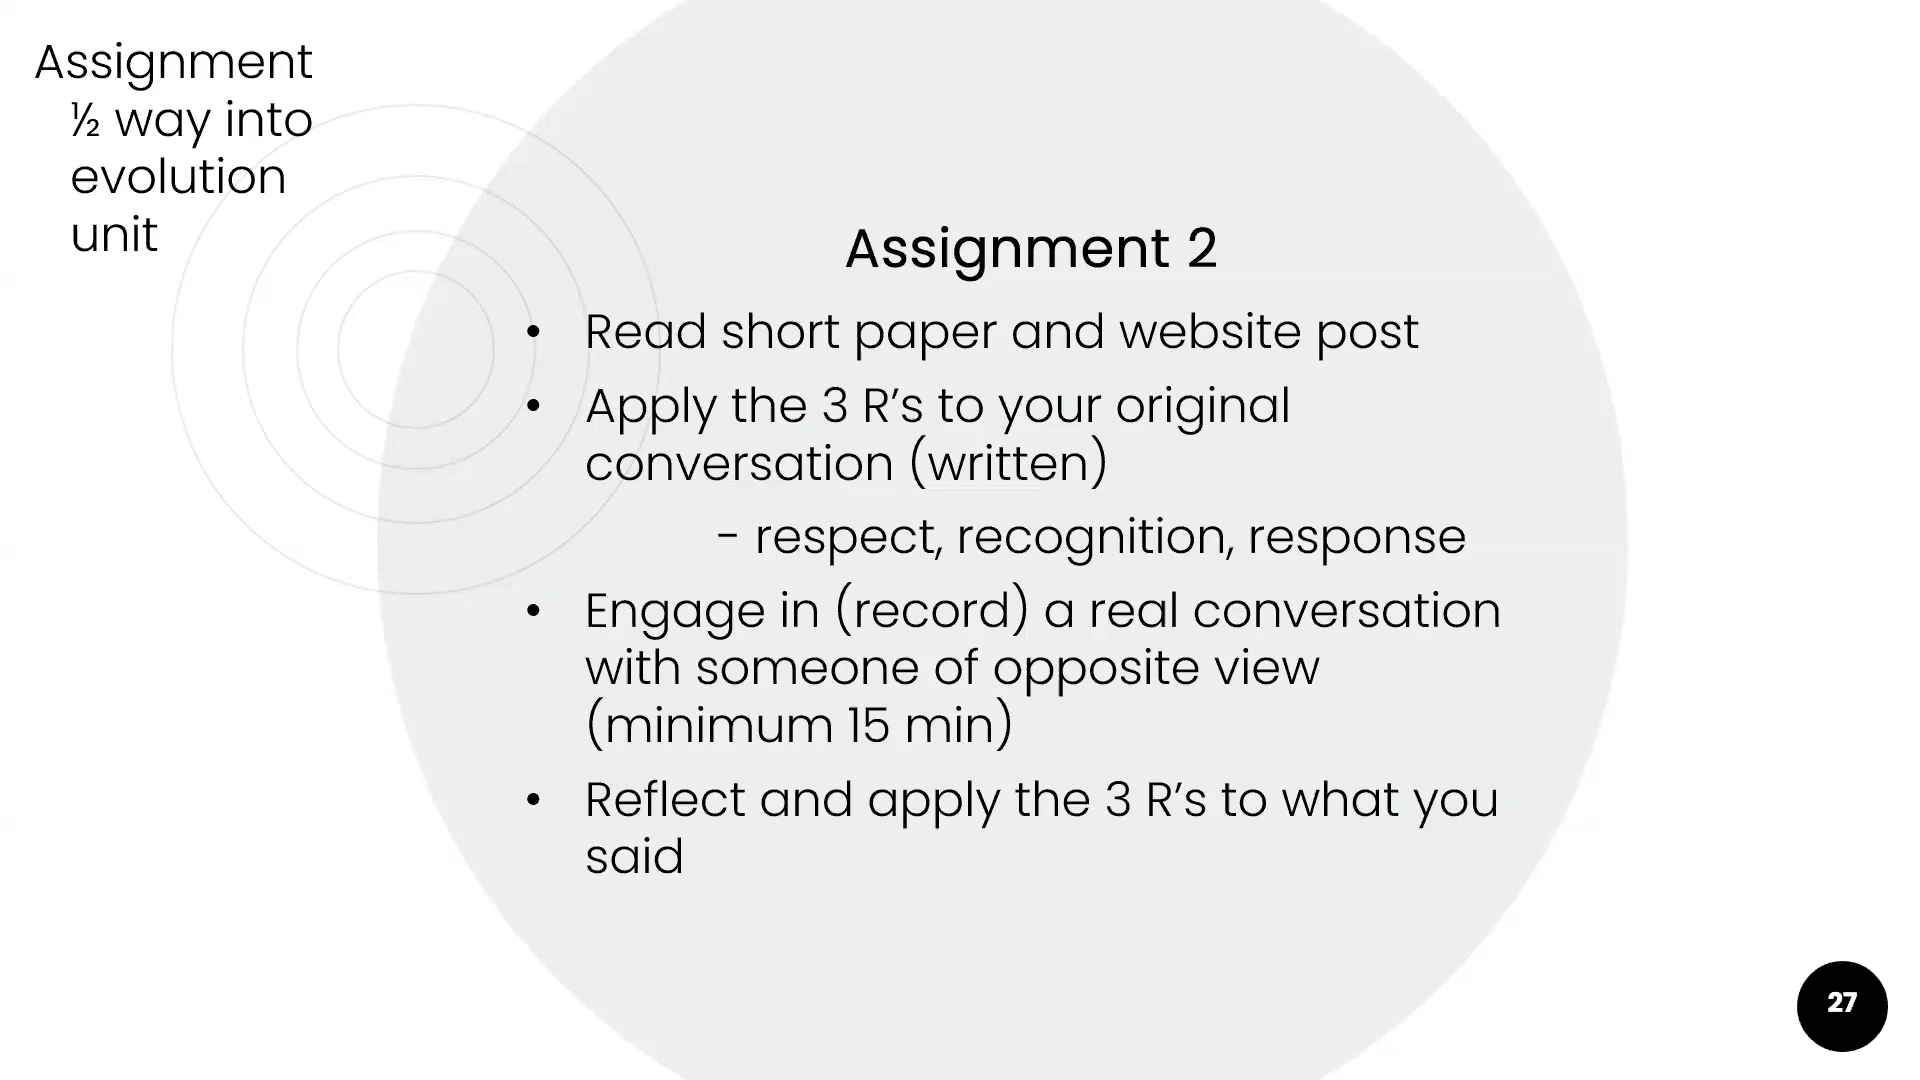 Assignment
½ way into
evolution
unit
Assignment 2
• Read short paper and website post
• Apply the 3 R’s to your original
conversation (written)
- respect, recognition, response
• Engage in (record) a real conversation
with someone of opposite view
(minimum 15 min)
• Reflect and apply the 3 R’s to what you
said
27